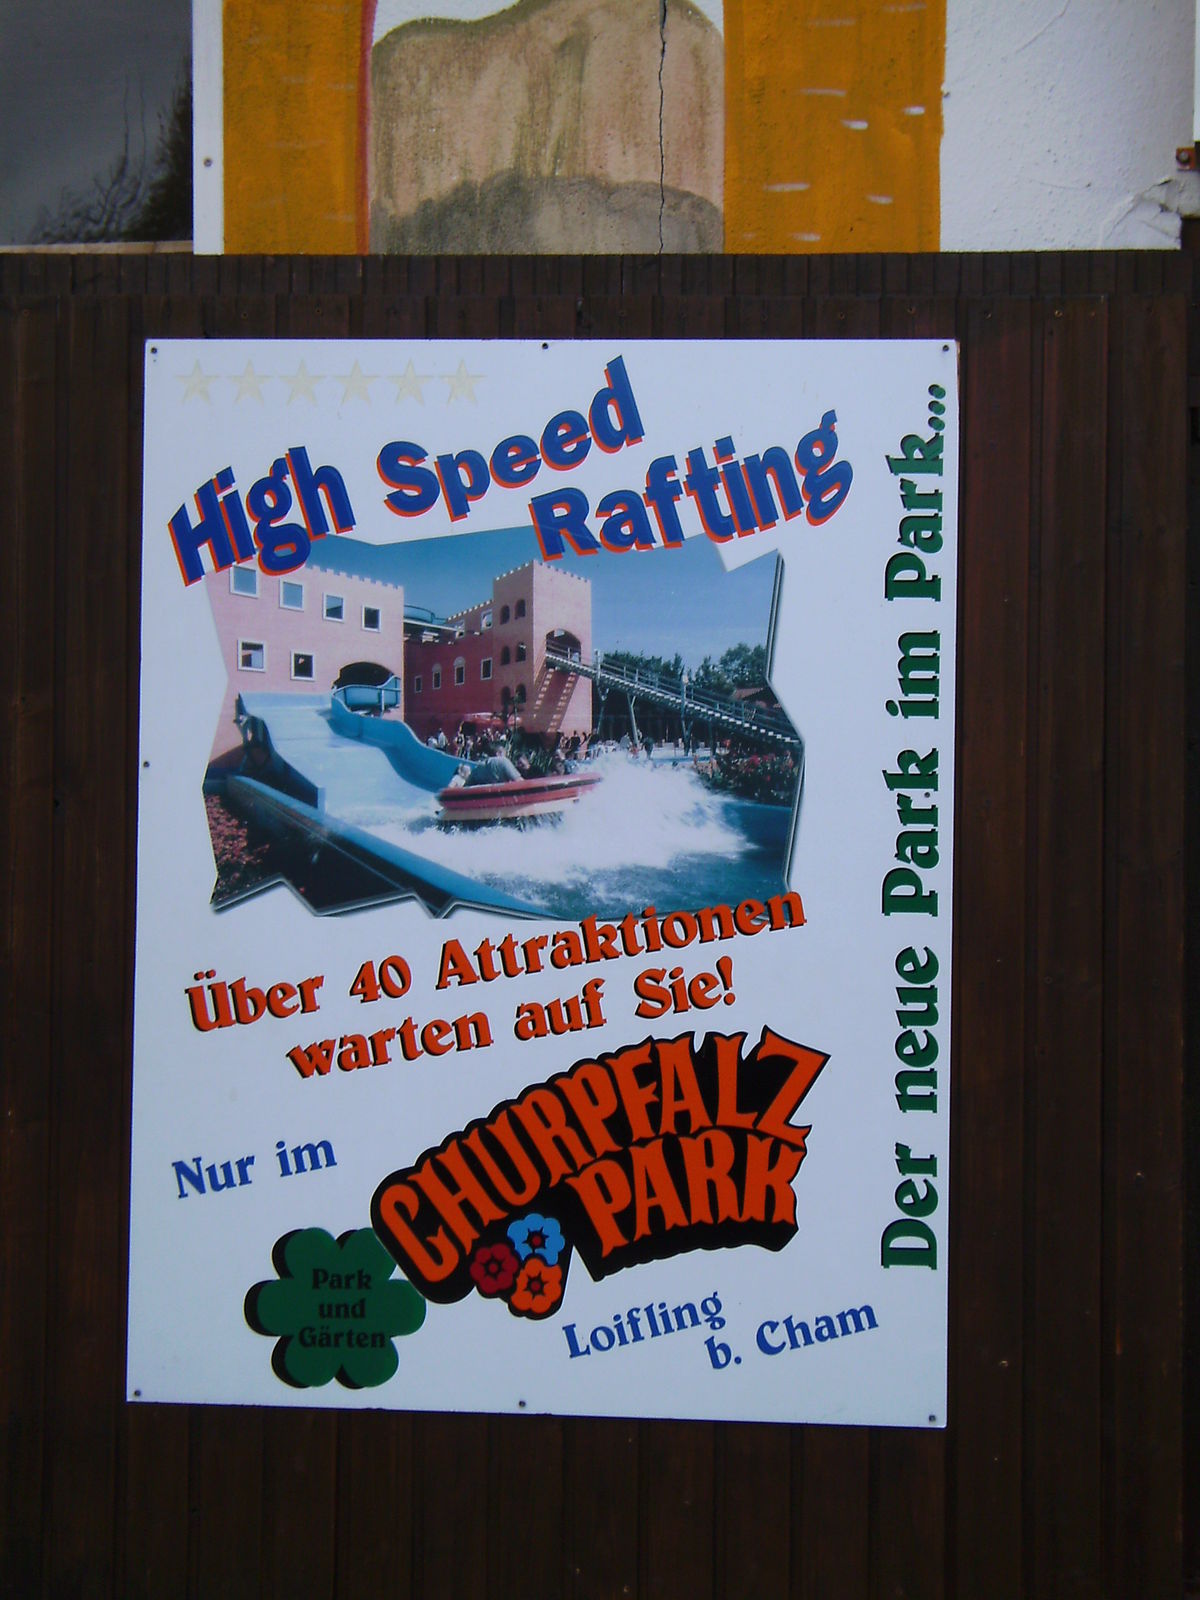 High Speed
Rafting
Über 40 Attraktionen
warten auf Sie!
Nur im
CHURPFALZ
PARK
Park
und
Gärten
Loifling
b. Cham
Der neue Park im Park...